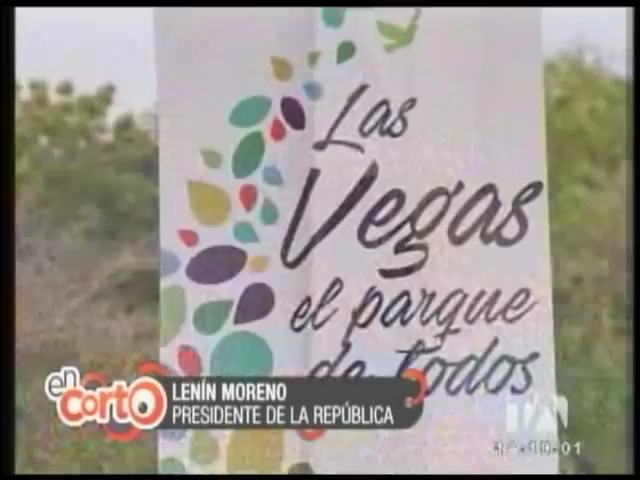 Las
Vegas
el parque
de todos
en
corto
LENÍN MORENO
PRESIDENTE DE LA REPÚBLICA